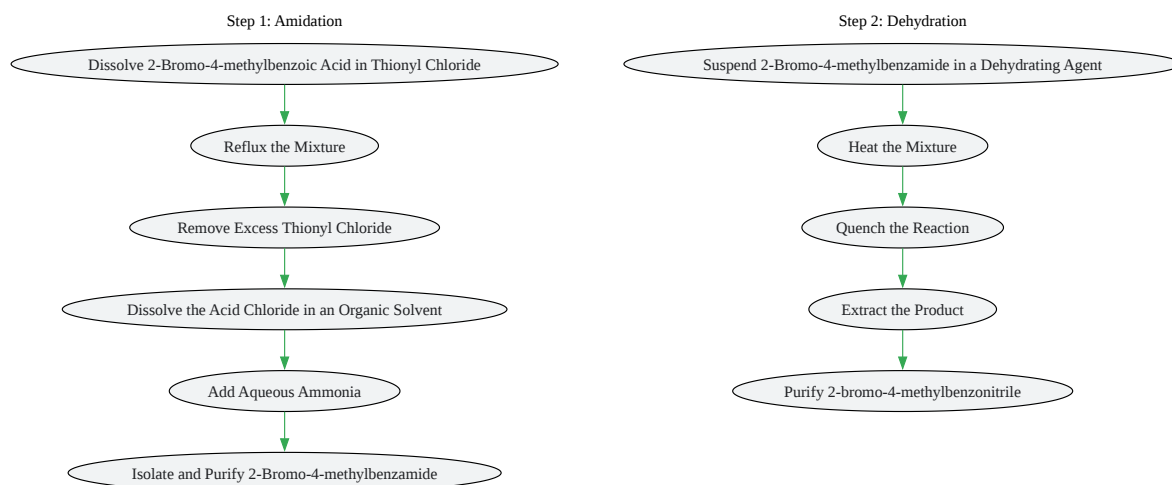 Step 1: Amidation
Dissolve 2-Bromo-4-methylbenzoic Acid in Thionyl Chloride
Reflux the Mixture
Remove Excess Thionyl Chloride
Dissolve the Acid Chloride in an Organic Solvent
Add Aqueous Ammonia
Isolate and Purify 2-Bromo-4-methylbenzamide
Step 2: Dehydration
Suspend 2-Bromo-4-methylbenzamide in a Dehydrating Agent
Heat the Mixture
Quench the Reaction
Extract the Product
Purify 2-bromo-4-methylbenzonitrile